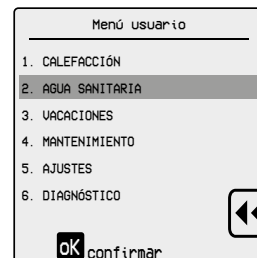 Menú usuario
1. CALEFACCIÓN
2. AGUA SANITARIA
3. VACACIONES
4. MANTENIMIENTO
5. AJUSTES
6. DIAGNÓSTICO
oK confirmar